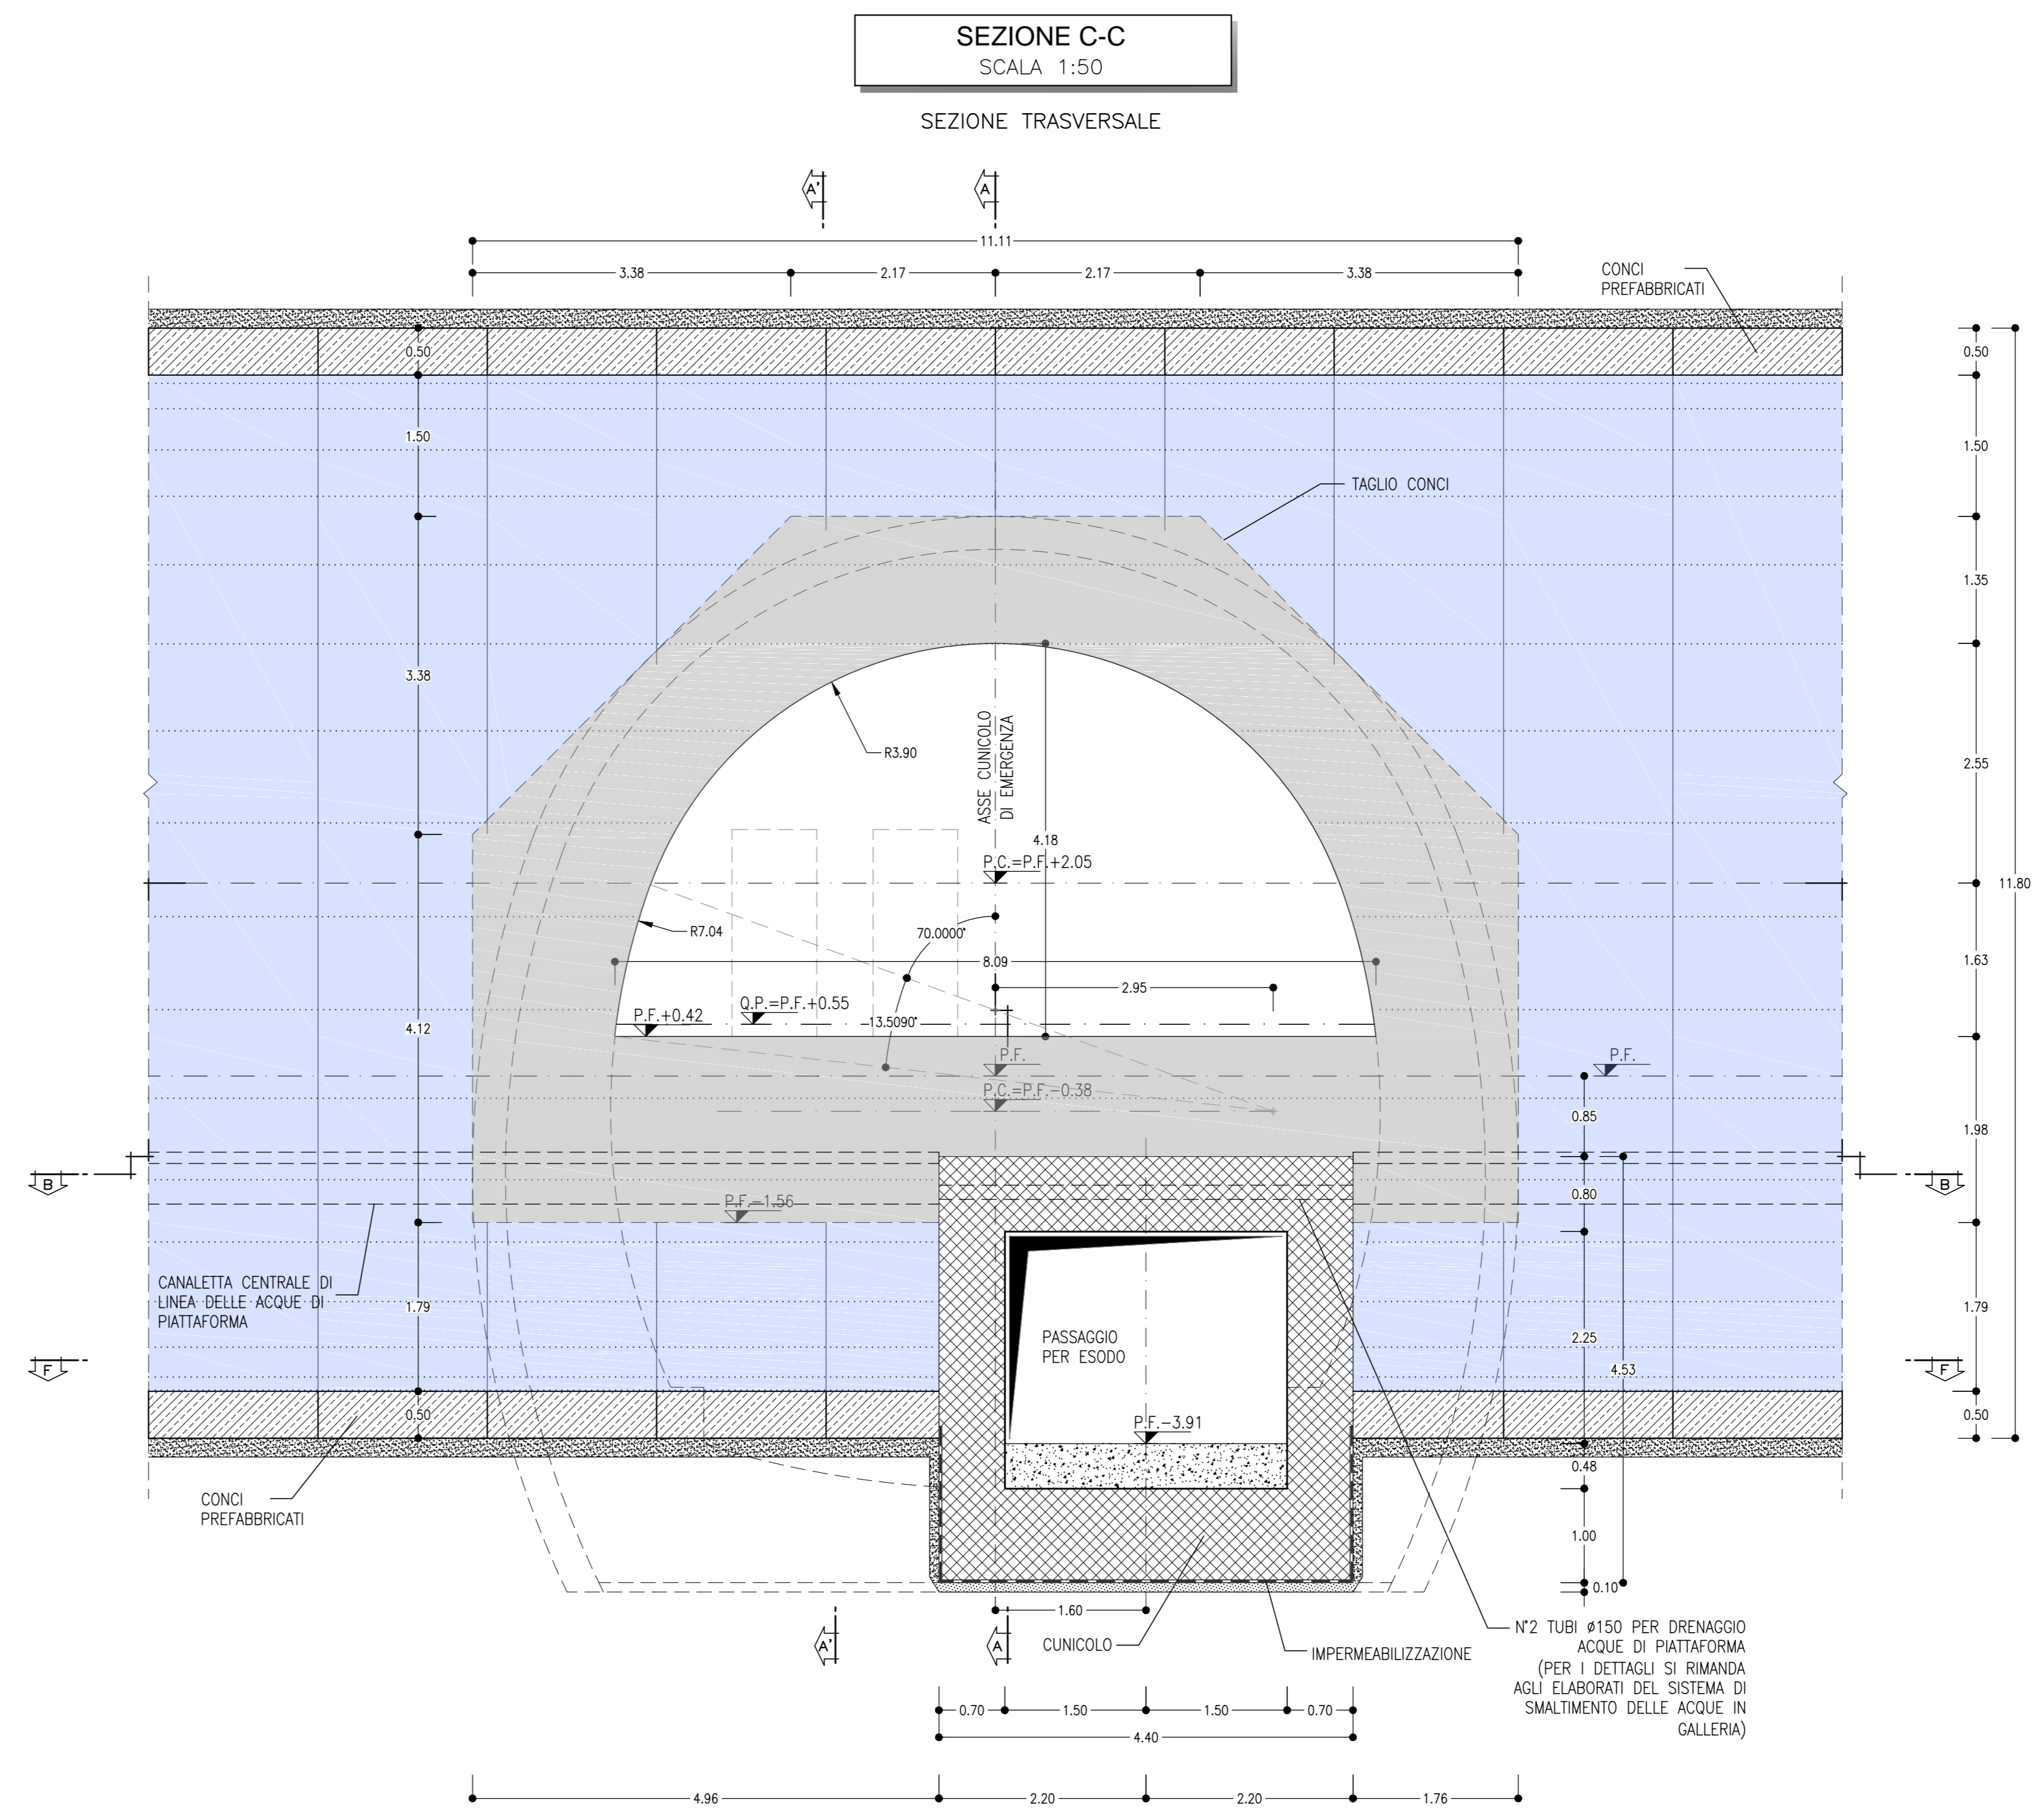 SEZIONE C-C
SCALA 1:50
SEZIONE TRASVERSALE
A'
A
11.11
3.38
2.17
2.17
3.38
CONCI
PREFABBRICATI
0.50
0.50
1.50
1.50
TAGLIO CONCI
1.35
3.38
ASSE CUNICOLO
DI EMERGENZA
R3.90
2.55
4.18
P.C.=P.F.+2.05
11.80
R7.04
70.0000°
8.09
1.63
2.95
Q.P.=P.F.+0.55
P.F.+0.42
13.5090°
4.12
P.F.
P.F.
P.C.=P.F.-0.38
0.85
1.98
B
B
0.80
P.F.-1.56
CANALETTA CENTRALE DI
LINEA DELLE ACQUE DI
PIATTAFORMA
1.79
1.79
PASSAGGIO
PER ESODO
2.25
F
F
4.53
0.50
0.50
P.F.-3.91
0.48
CONCI
PREFABBRICATI
1.00
0.10
1.60
A'
A
CUNICOLO
IMPERMEABILIZZAZIONE
N°2 TUBI ø150 PER DRENAGGIO
ACQUE DI PIATTAFORMA
(PER I DETTAGLI SI RIMANDA
AGLI ELABORATI DEL SISTEMA DI
SMALTIMENTO DELLE ACQUE IN
GALLERIA)
0.70
1.50
1.50
0.70
4.40
4.96
2.20
2.20
1.76